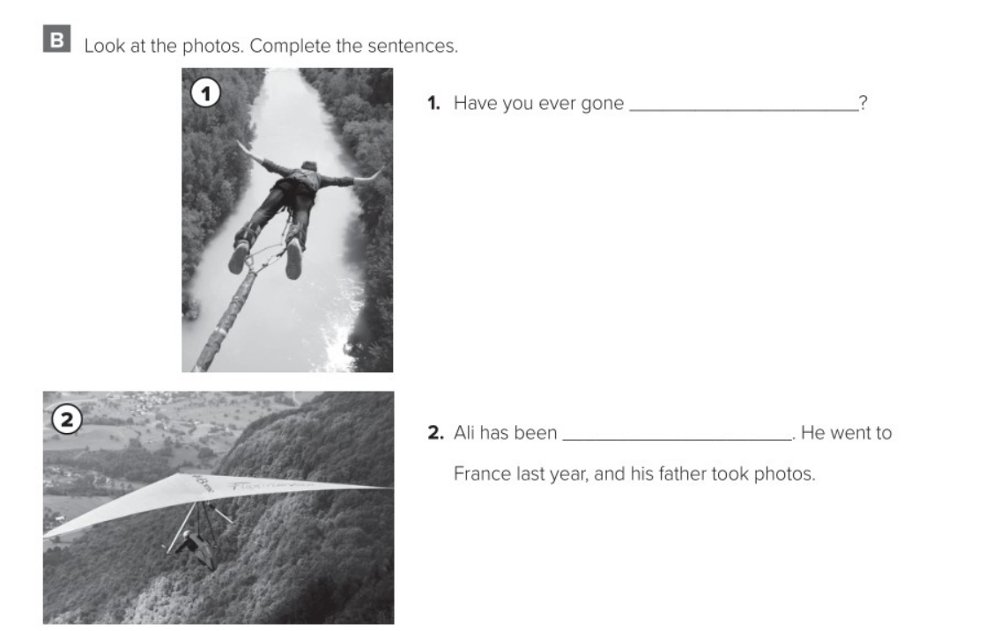 B Look at the photos. Complete the sentences.
1
1. Have you ever gone ______________________?
2
2. Ali has been ______________________. He went to
France last year, and his father took photos.